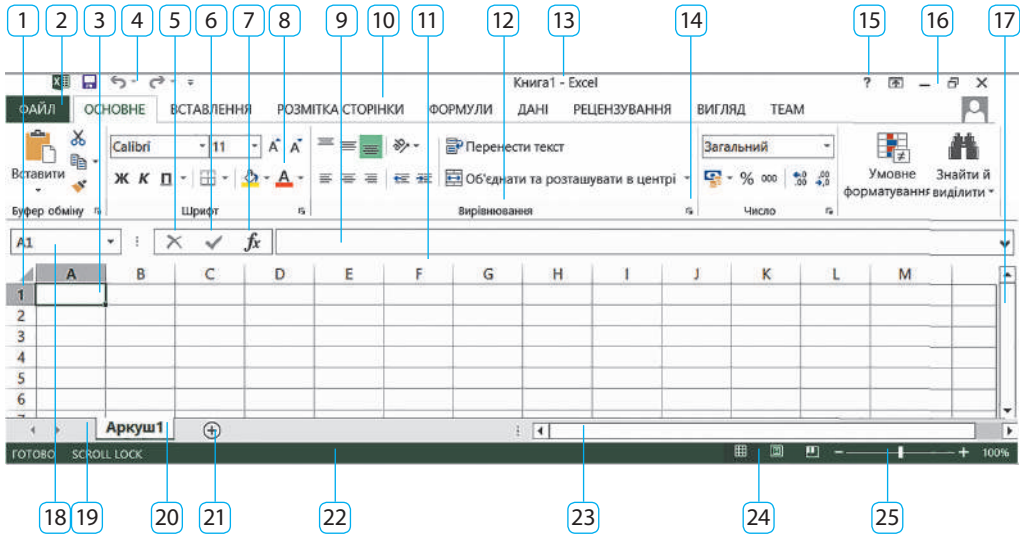 1 2 3 4 5 6 7 8 9 10 11 12 13 14 15 16 17
Книга1 - Excel ?
ФАЙЛ ОСНОВНЕ ВСТАВЛЕННЯ РОЗМІТКА СТОРІНКИ ФОРМУЛИ ДАНІ РЕЦЕНЗУВАННЯ ВИГЛЯД TEAM
Calibri 11 A A Перенести текст Загальний
Вставити Ж К П A Об'єднати та розташувати в центрі % 000 Умовне форматування Знайти й виділити
Буфер обміну Шрифт Вирівнювання Число
A1 fx
A B C D E F G H I J K L M
1
2
3
4
5
6
Аркуш1
ГОТОВО SCROLL LOCK 100%
18 19 20 21 22 23 24 25